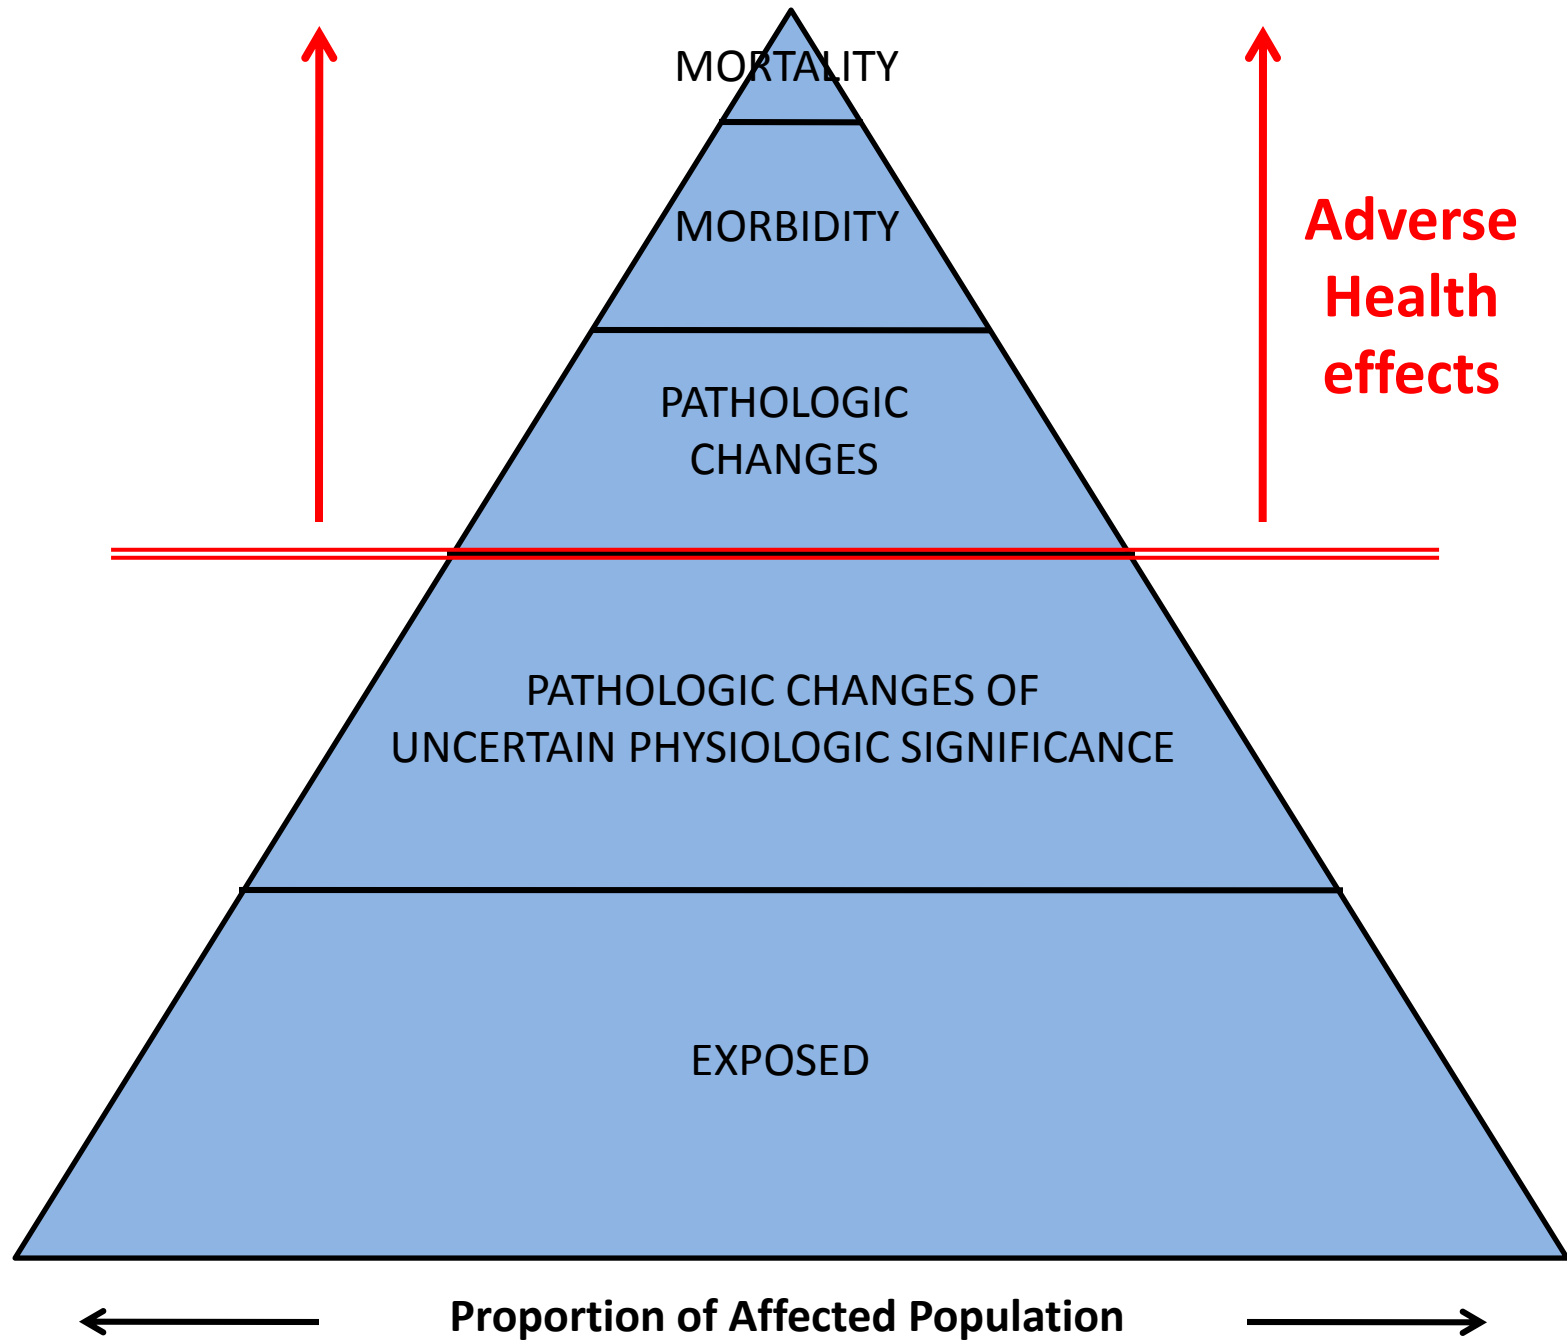 MORTALITY
MORBIDITY
Adverse
Health
effects
PATHOLOGIC
CHANGES
PATHOLOGIC CHANGES OF
UNCERTAIN PHYSIOLOGIC SIGNIFICANCE
EXPOSED
Proportion of Affected Population